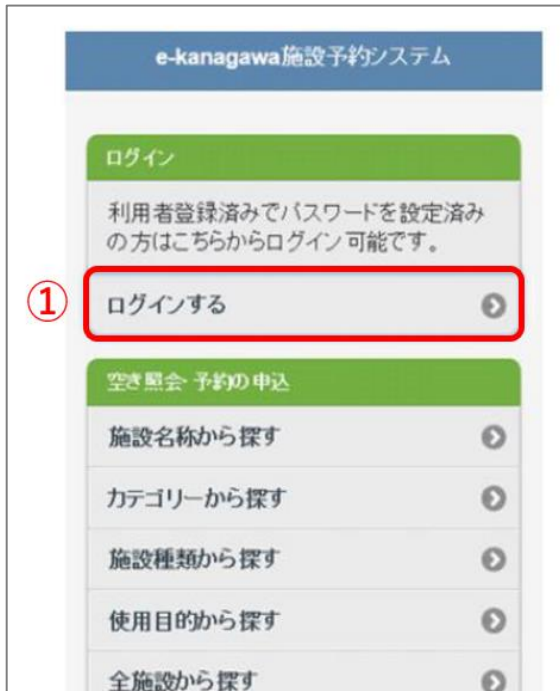 e-kanagawa施設予約システム
ログイン
利用者登録済みでパスワードを設定済み
の方はこちらからログイン可能です。
① ログインする
空き照会・予約の申込
施設名称から探す
カテゴリーから探す
施設種類から探す
使用目的から探す
全施設から探す